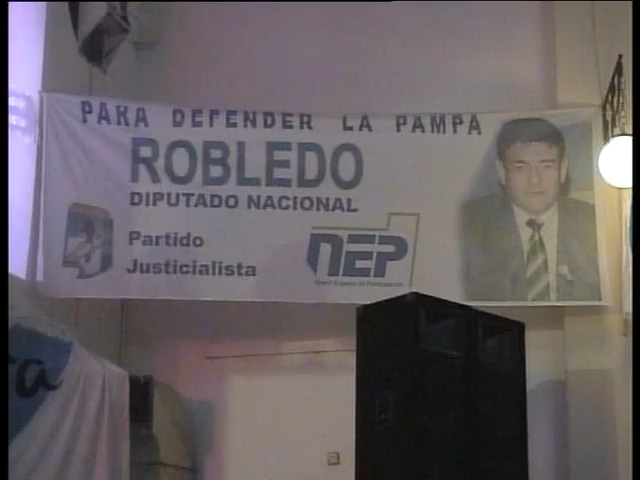 PARA DEFENDER LA PAMPA
ROBLEDO
DIPUTADO NACIONAL
Partido
Justicialista
NEP